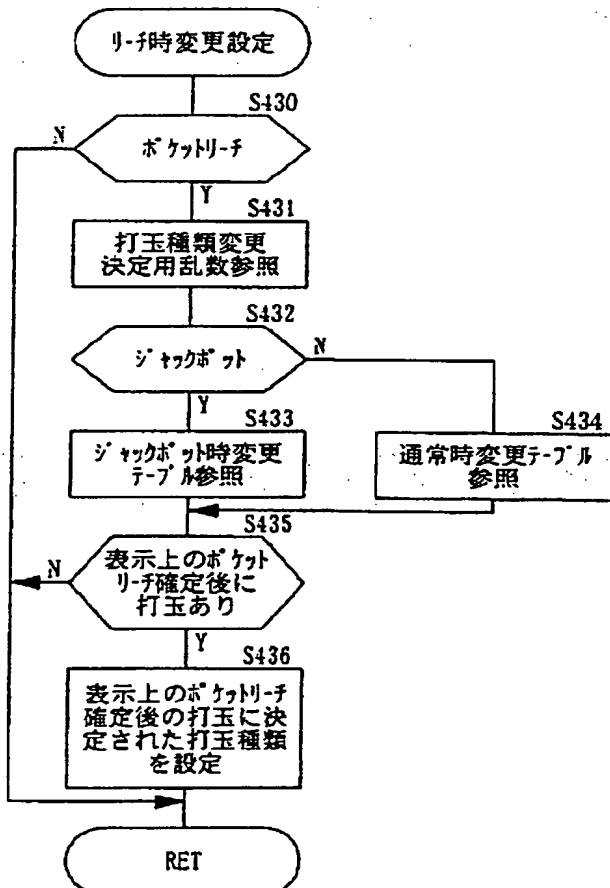 リーチ時変更設定
S430
N
ポケットリーチ
Y
S431
打玉種類変更
決定用乱数参照
S432
ジャックポット
N
Y
S433
ジャックポット時変更
テーブル参照
S434
通常時変更テーブル
参照
S435
表示上のポケット
リーチ確定後に
打玉あり
N
Y
S436
表示上のポケットリーチ
確定後の打玉に決
定された打玉種類
を設定
RET